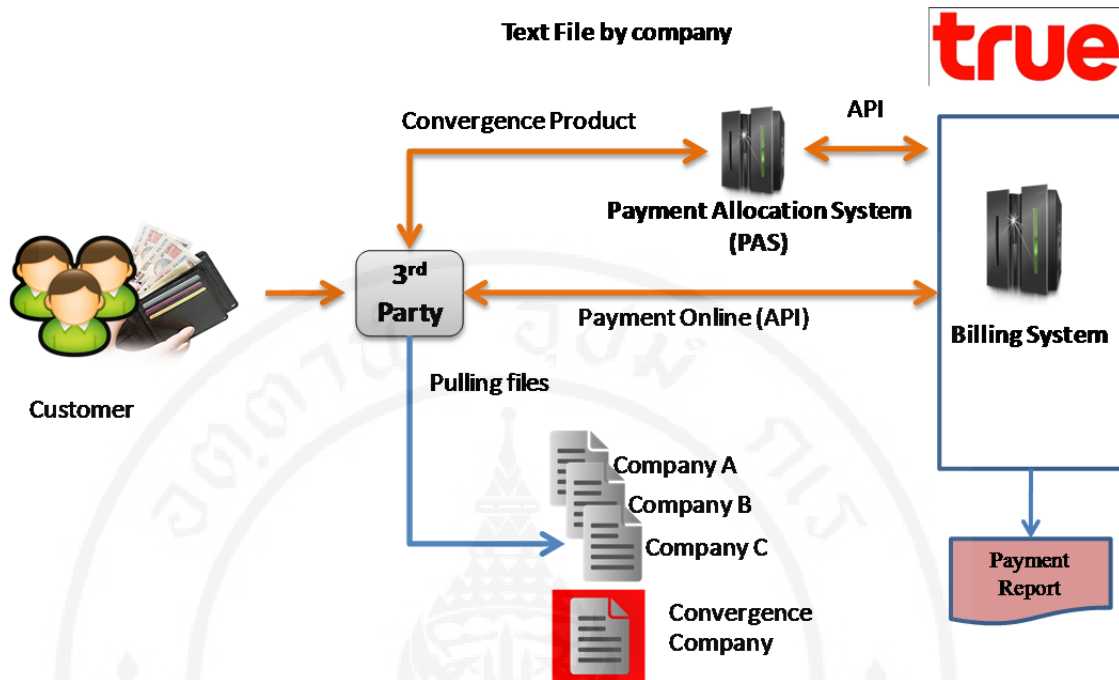 Text File by company
true
Convergence Product
API
Payment Allocation System
(PAS)
3rd
Party
Payment Online (API)
Billing System
Pulling files
Customer
Company A
Company B
Company C
Payment
Report
Convergence
Company